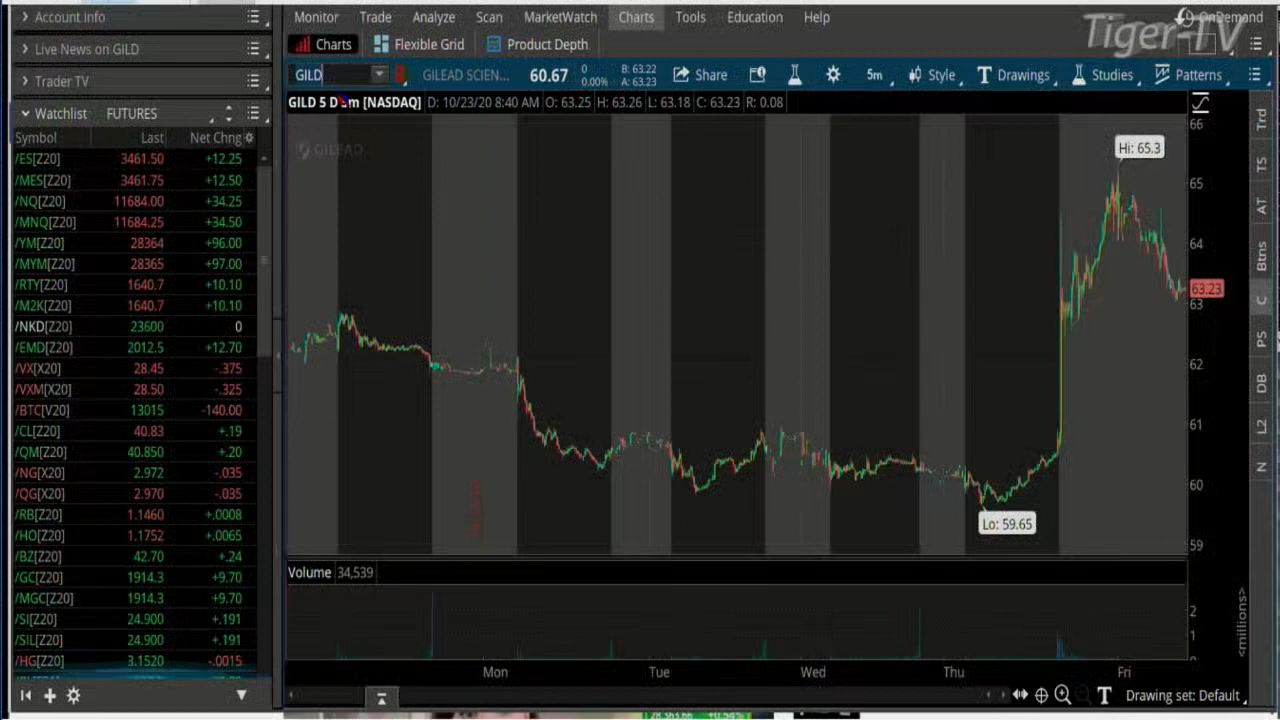 Account Info
Live News on GILD
Trader TV
Watchlist FUTURES
Symbol Last Net Chng
/ES[Z20] 3461.50 +12.25
/MES[Z20] 3461.75 +12.50
/NQ[Z20] 11684.00 +34.25
/MNQ[Z20] 11684.25 +34.50
/YM[Z20] 28364 +96.00
/MYM[Z20] 28365 +97.00
/RTY[Z20] 1640.7 +10.10
/M2K[Z20] 1640.7 +10.10
/NKD[Z20] 23600 0
/EMD[Z20] 2012.5 +12.70
/VX[X20] 28.45 -.375
/VXM[X20] 28.50 -.325
/BTC[V20] 13015 -140.00
/CL[Z20] 40.83 +.19
/QM[Z20] 40.850 +.20
/NG[X20] 2.972 -.035
/QG[X20] 2.970 -.035
/RB[Z20] 1.1460 +.0008
/HO[Z20] 1.1752 +.0065
/BZ[Z20] 42.70 +.24
/GC[Z20] 1914.3 +9.70
/MGC[Z20] 1914.3 +9.70
/SI[Z20] 24.900 +.191
/SIL[Z20] 24.900 +.191
/HG[Z20] 3.1520 -.0015
Monitor Trade Analyze Scan MarketWatch Charts Tools Education Help
OnDemand
Tiger-TV
Charts Flexible Grid Product Depth
GILD GILEAD SCIEN... 60.67 0 0.00% B: 63.22 A: 63.23 Share 5m Style Drawings Studies Patterns
GILD 5 D 5m [NASDAQ] D: 10/23/20 8:40 AM O: 63.25 H: 63.26 L: 63.18 C: 63.23 R: 0.08
GILEAD
Hi: 65.3
Lo: 59.65
66
65
64
63.23
63
62
61
60
59
Volume 34,539
2
1
0
<millions>
Mon Tue Wed Thu Fri
Drawing set: Default
Trd
TS
AT
Btns
C
PS
DB
L2
N
28,363.66 +0.54%